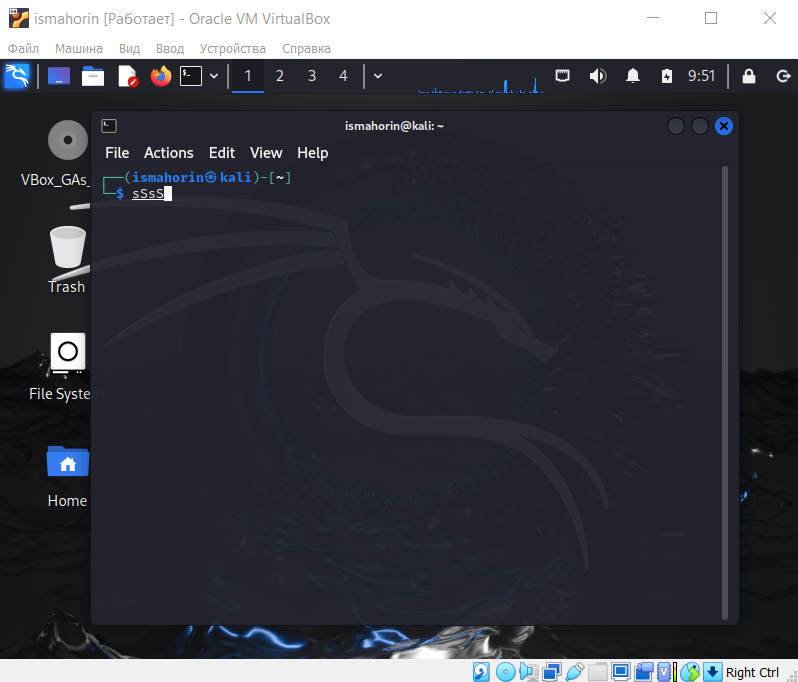 ismahorin [Работает] - Oracle VM VirtualBox
Файл Машина Вид Ввод Устройства Справка
1 2 3 4 9:51
ismahorin@kali: ~
File Actions Edit View Help
┌──(ismahorin㉿kali)-[~]
└─$ sSsS
VBox_GAs_
Trash
File Syste
Home
Right Ctrl